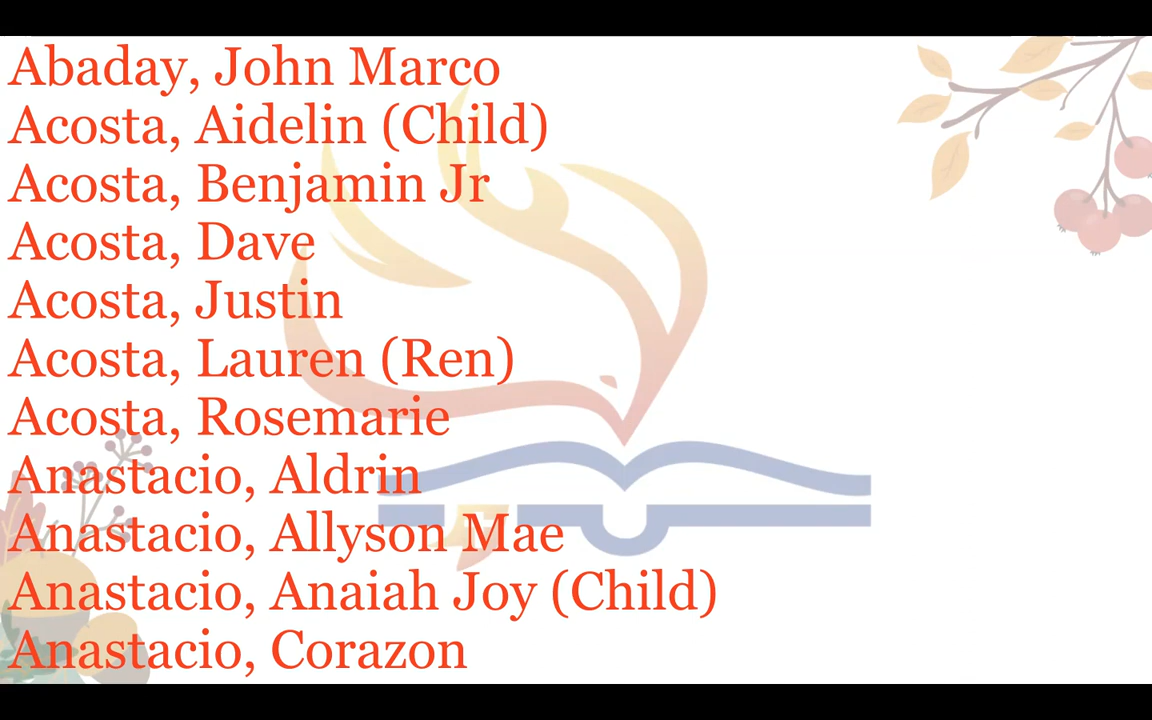 Abaday, John Marco
Acosta, Aidelin (Child)
Acosta, Benjamin Jr
Acosta, Dave
Acosta, Justin
Acosta, Lauren (Ren)
Acosta, Rosemarie
Anastacio, Aldrin
Anastacio, Allyson Mae
Anastacio, Anaiah Joy (Child)
Anastacio, Corazon